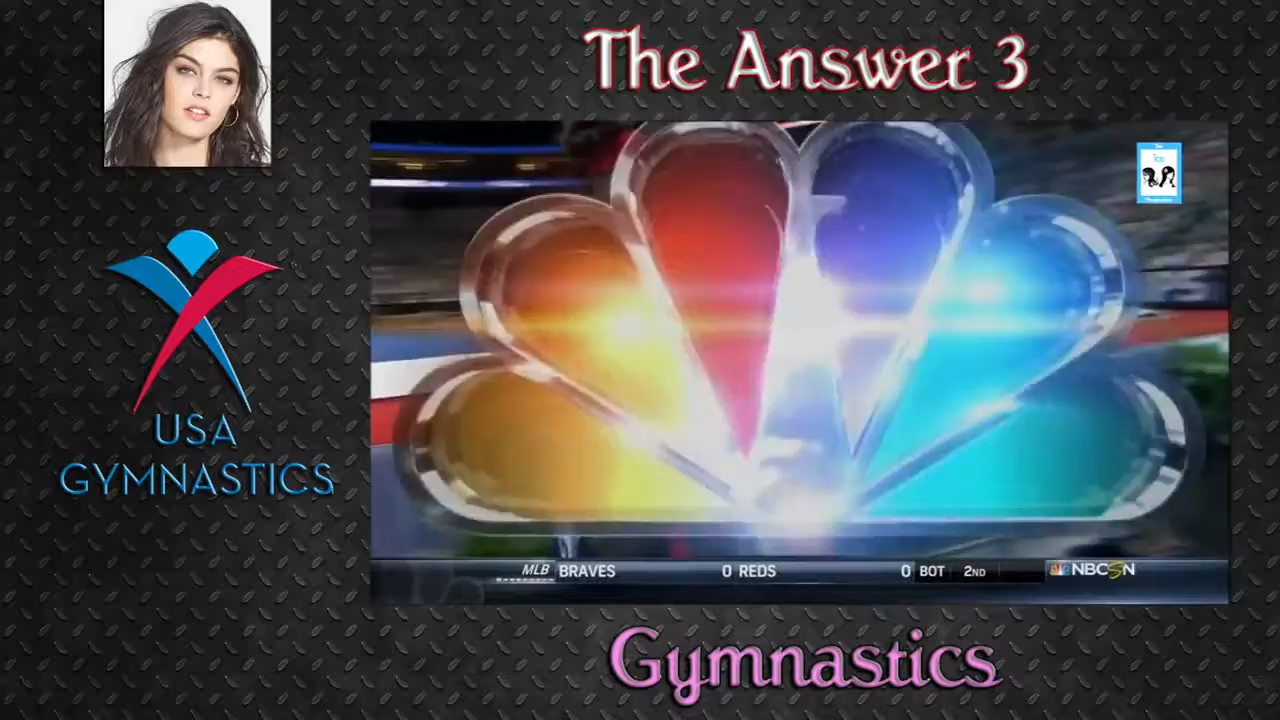 The Answer 3
USA
GYMNASTICS
MLB BRAVES 0 REDS 0 BOT 2ND NBCSN
Gymnastics